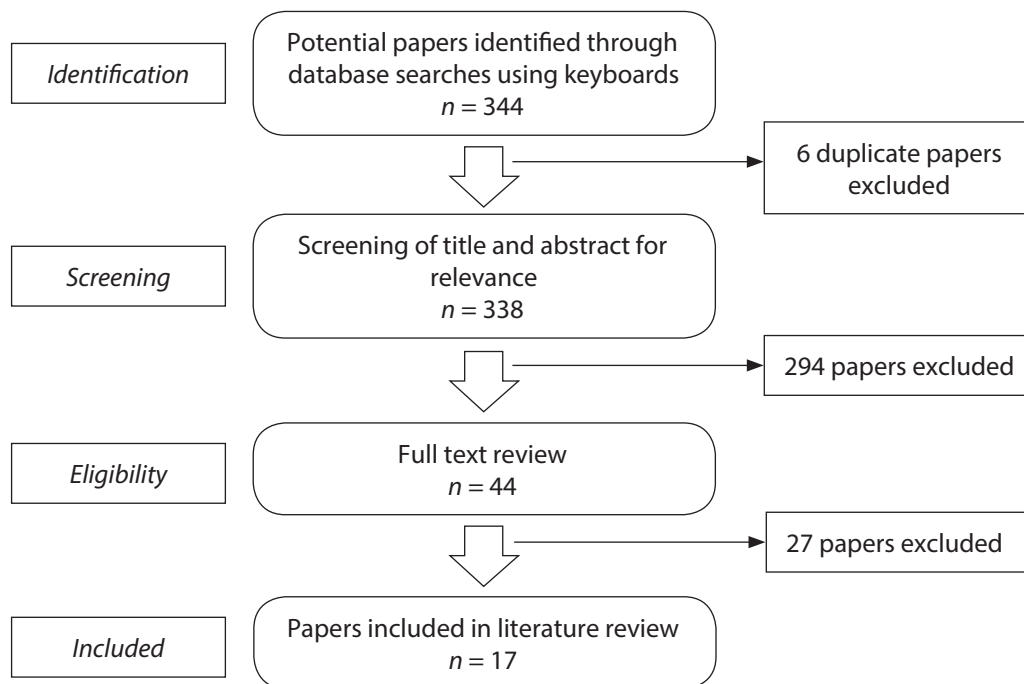 Identification
Potential papers identified through
database searches using keyboards
n = 344
6 duplicate papers
excluded
Screening
Screening of title and abstract for
relevance
n = 338
294 papers excluded
Eligibility
Full text review
n = 44
27 papers excluded
Included
Papers included in literature review
n = 17